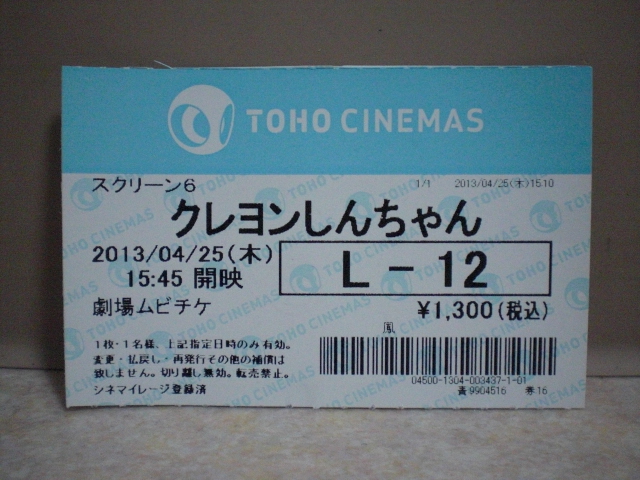 TOHO CINEMAS
スクリーン6
1/1 2013/04/25(木)15:10
クレヨンしんちゃん
2013/04/25(木)
15:45 開映
L - 12
劇場ムビチケ
¥1,300(税込)
鳳
1枚・1名様、上記指定日時のみ有効。
変更・払戻し・再発行その他の補償は
致しません。切り離し無効。転売禁止。
シネマイレージ登録済
04500-1304-003437-1-01
9904516 券:16